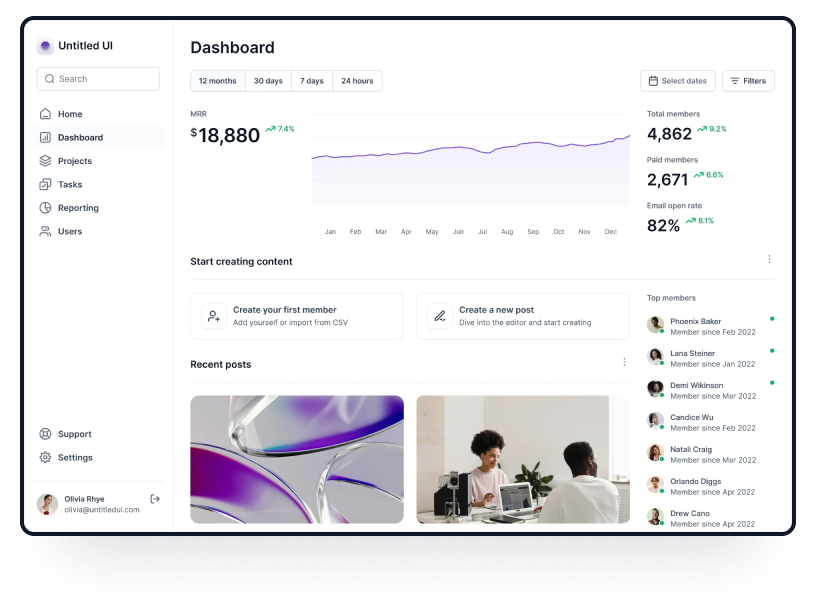 Untitled UI
Search
Home
Dashboard
Projects
Tasks
Reporting
Users
Support
Settings
Olivia Rhye
olivia@untitledui.com
Dashboard
12 months
30 days
7 days
24 hours
Select dates
Filters
MRR
$18,880
7.4%
Jan Feb Mar Apr May Jun Jul Aug Sep Oct Nov Dec
Total members
4,862
9.2%
Paid members
2,671
6.6%
Email open rate
82%
8.1%
Start creating content
Create your first member
Add yourself or import from CSV
Create a new post
Dive into the editor and start creating
Recent posts
Top members
Phoenix Baker
Member since Feb 2022
Lana Steiner
Member since Jan 2022
Demi Wikinson
Member since Mar 2022
Candice Wu
Member since Feb 2022
Natali Craig
Member since Mar 2022
Orlando Diggs
Member since Apr 2022
Drew Cano
Member since Apr 2022